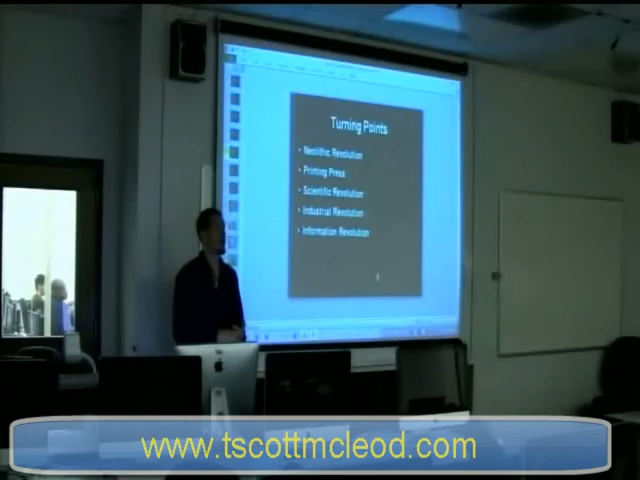 Turning Points
• Neolithic Revolution
• Printing Press
• Scientific Revolution
• Industrial Revolution
• Information Revolution
www.tscottmcleod.com